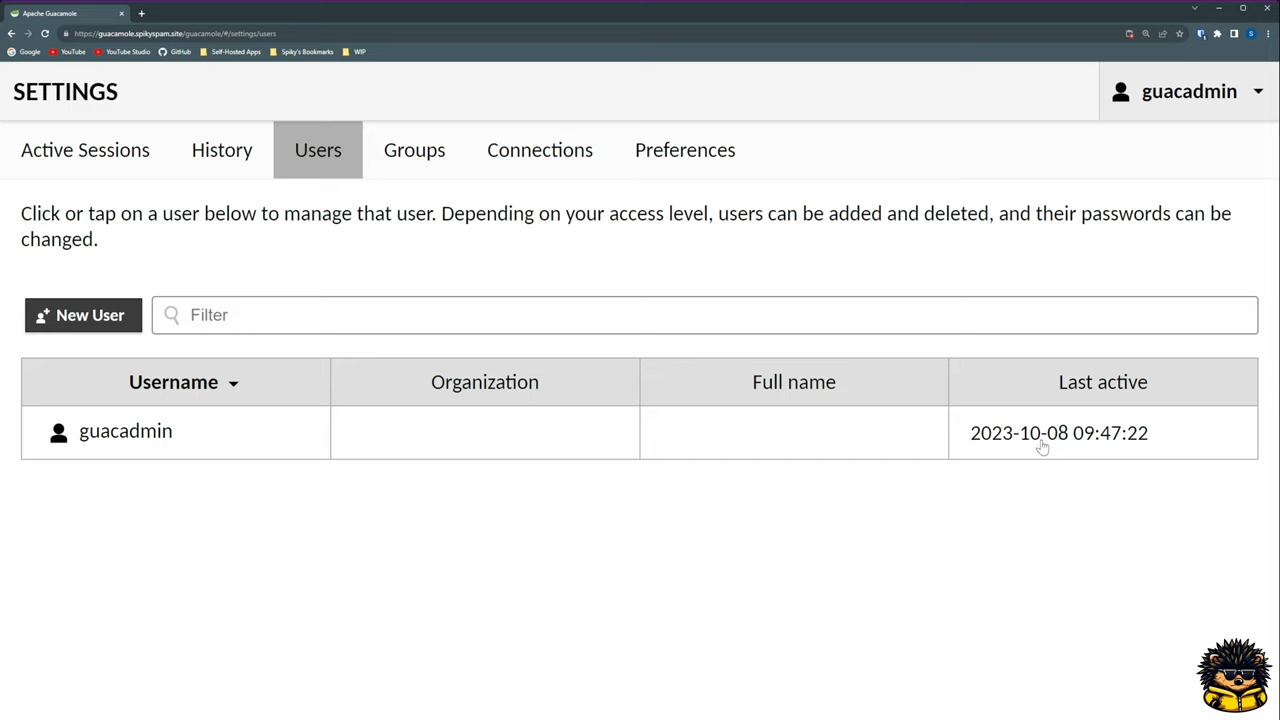 Apache Guacamole
https://guacamole.spikyspam.site/guacamole/#/settings/users
Google YouTube YouTube Studio GitHub Self-Hosted Apps Spiky's Bookmarks WIP
SETTINGS guacadmin
Active Sessions History Users Groups Connections Preferences
Click or tap on a user below to manage that user. Depending on your access level, users can be added and deleted, and their passwords can be
changed.
New User Filter
Username Organization Full name Last active
guacadmin 2023-10-08 09:47:22